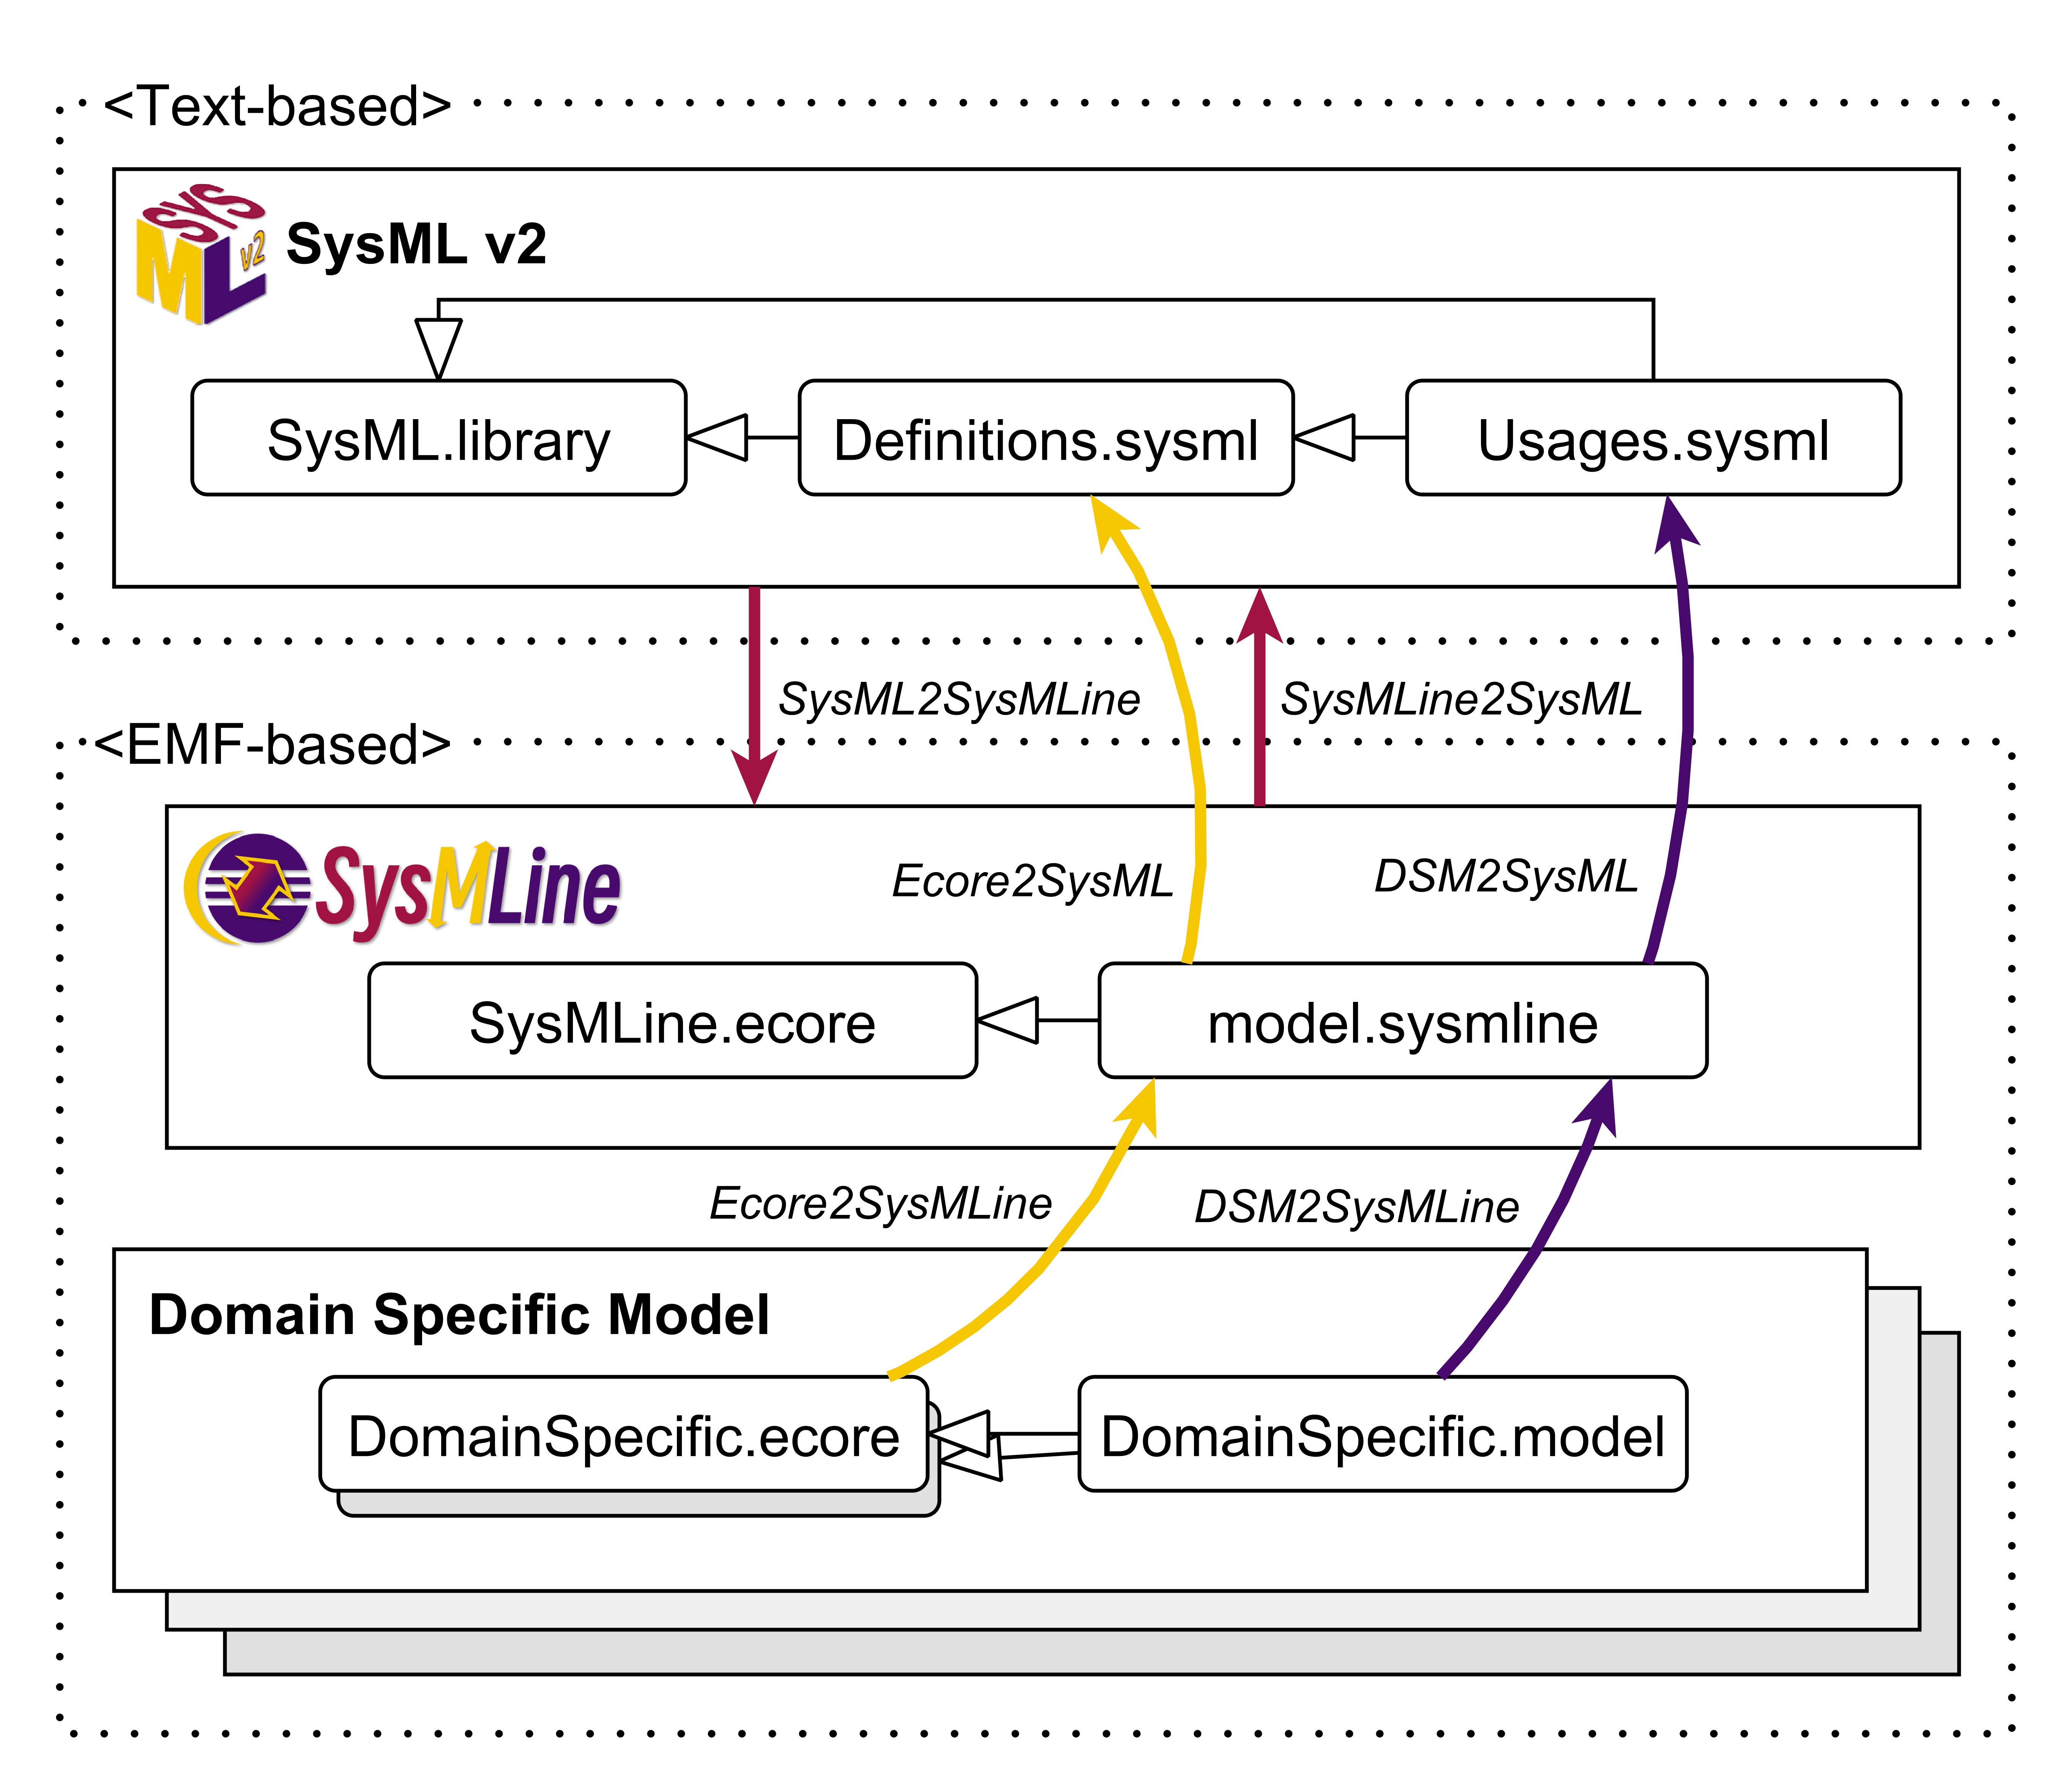 <Text-based>
SYS
ML
v2
SysML v2
SysML.library
Definitions.sysml
Usages.sysml
SysML2SysMLine
SysMLine2SysML
<EMF-based>
SysMLine
Ecore2SysML
DSM2SysML
SysMLine.ecore
model.sysmline
Ecore2SysMLine
DSM2SysMLine
Domain Specific Model
DomainSpecific.ecore
DomainSpecific.model